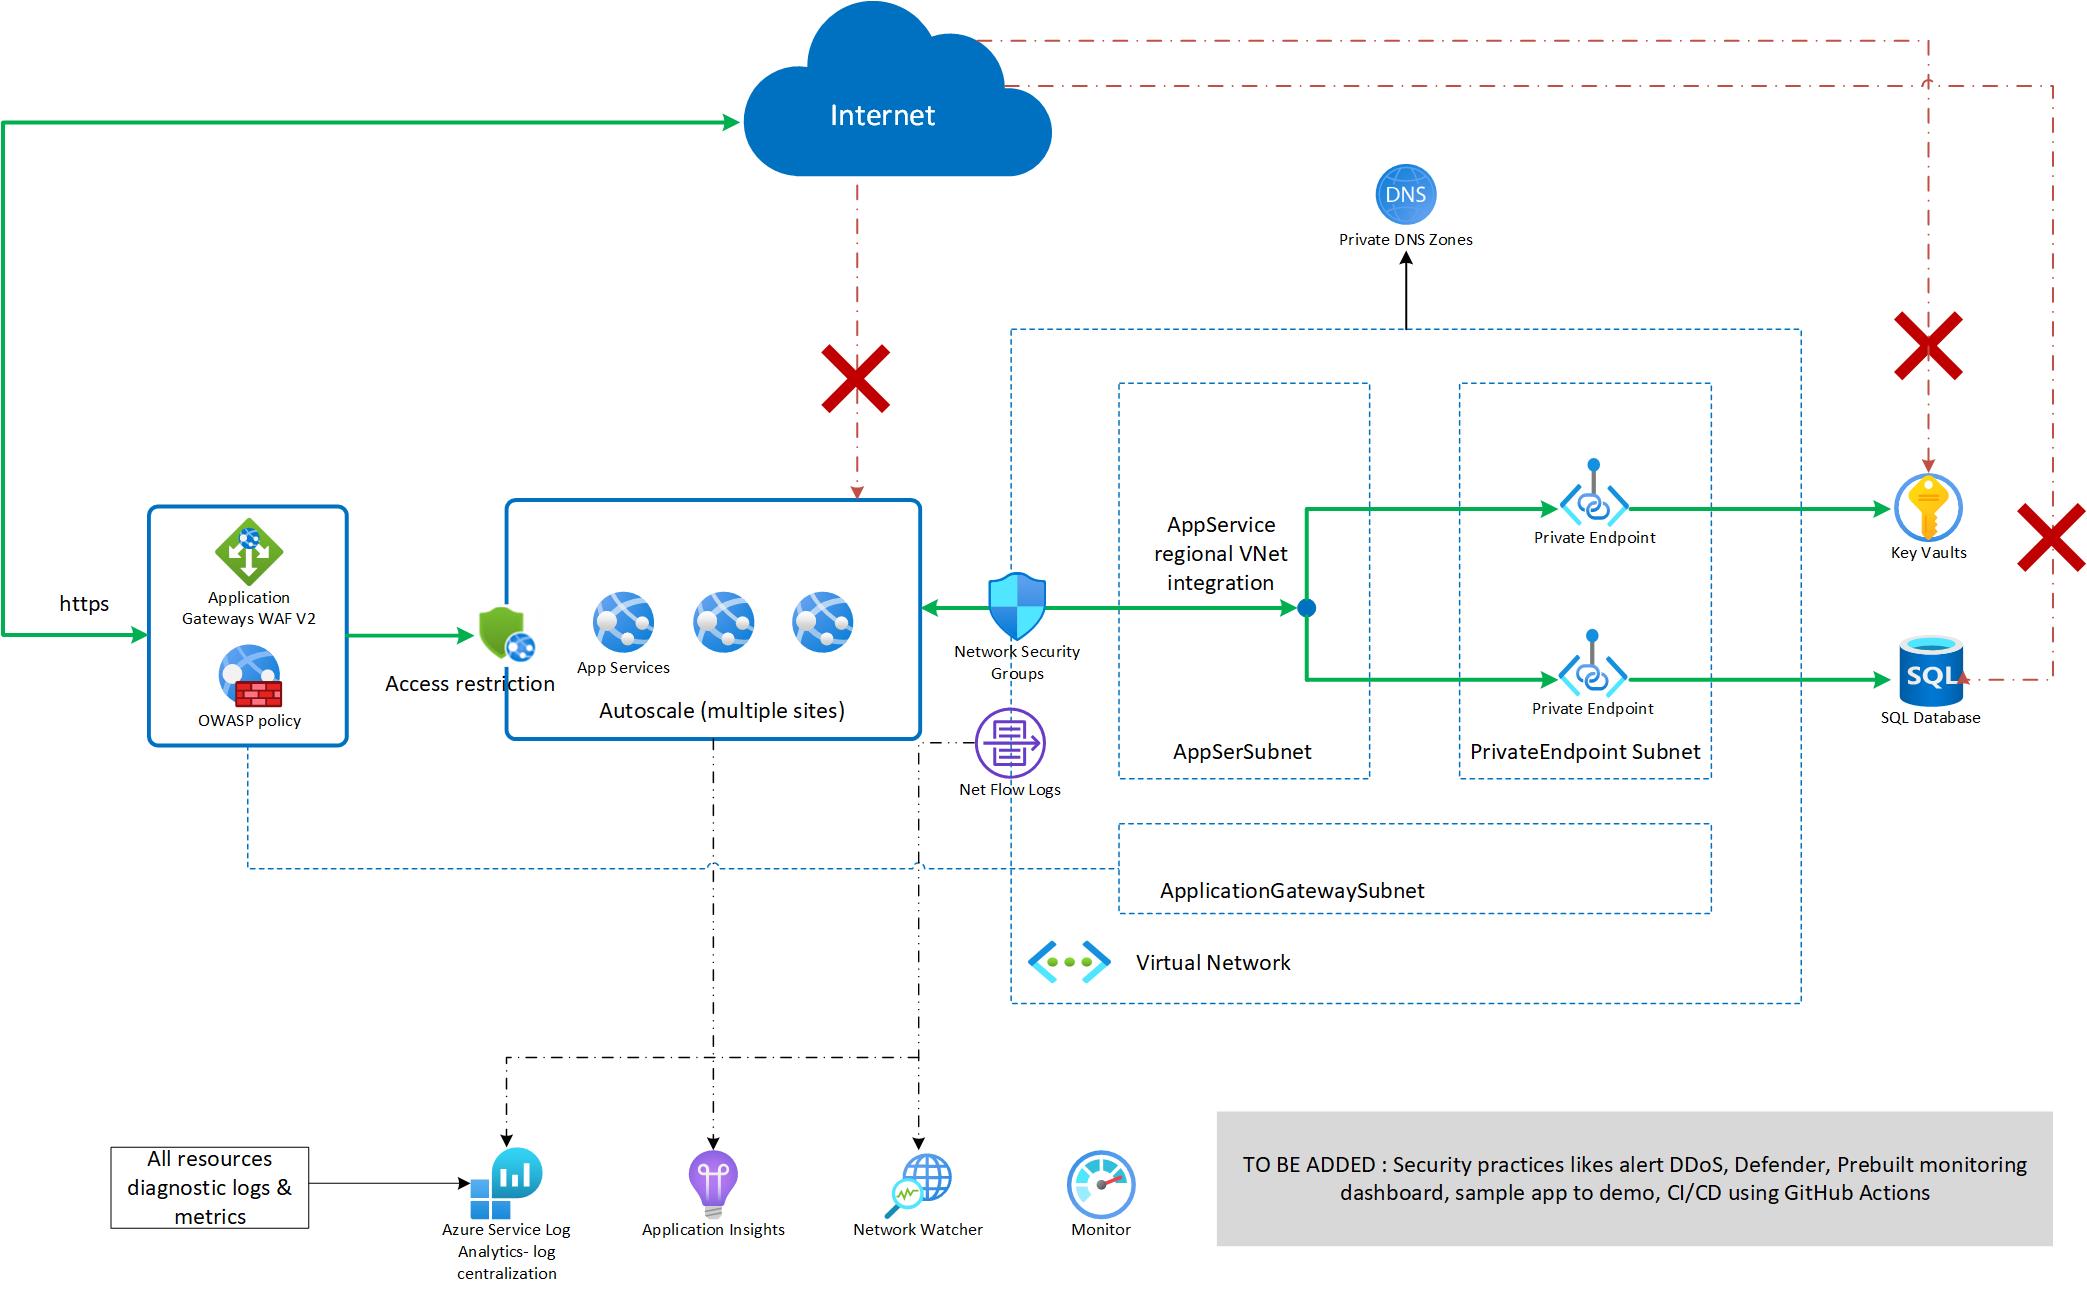 Internet
DNS
Private DNS Zones
https
Application
Gateways WAF V2
OWASP policy
Access restriction
App Services
Autoscale (multiple sites)
Network Security
Groups
Net Flow Logs
AppService
regional VNet
integration
AppSerSubnet
Private Endpoint
Private Endpoint
PrivateEndpoint Subnet
Key Vaults
SQL
SQL Database
ApplicationGatewaySubnet
Virtual Network
All resources
diagnostic logs &
metrics
Azure Service Log
Analytics- log
centralization
Application Insights
Network Watcher
Monitor
TO BE ADDED : Security practices likes alert DDoS, Defender, Prebuilt monitoring
dashboard, sample app to demo, CI/CD using GitHub Actions